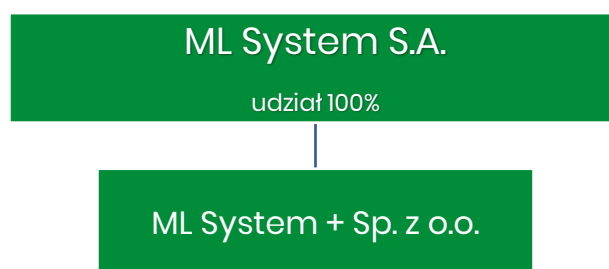 ML System S.A.
udział 100%
ML System + Sp. z o.o.